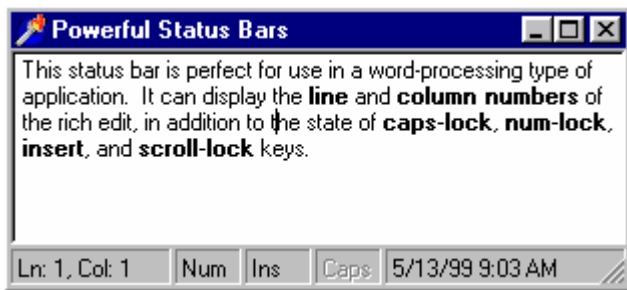 Powerful Status Bars
This status bar is perfect for use in a word-processing type of
application.  It can display the line and column numbers of
the rich edit, in addition to the state of caps-lock, num-lock,
insert, and scroll-lock keys.
Ln: 1, Col: 1 Num Ins Caps 5/13/99 9:03 AM